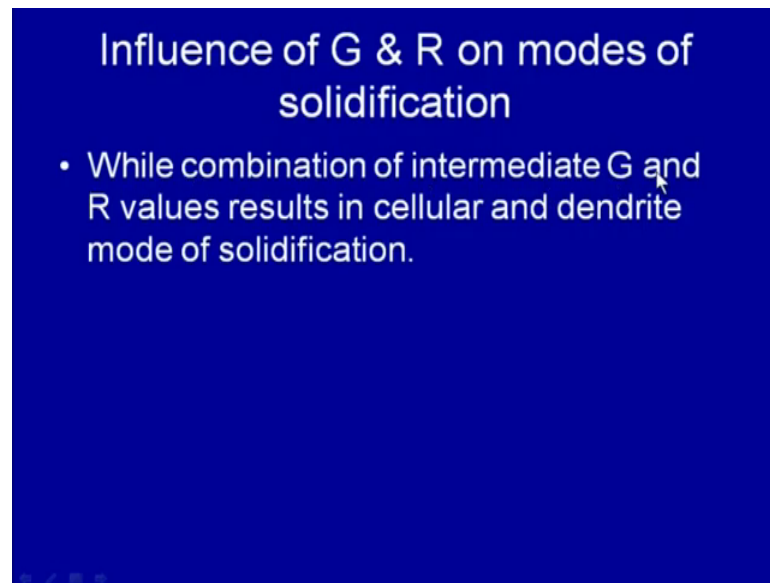 Influence of G & R on modes of
solidification
• While combination of intermediate G and
R values results in cellular and dendrite
mode of solidification.